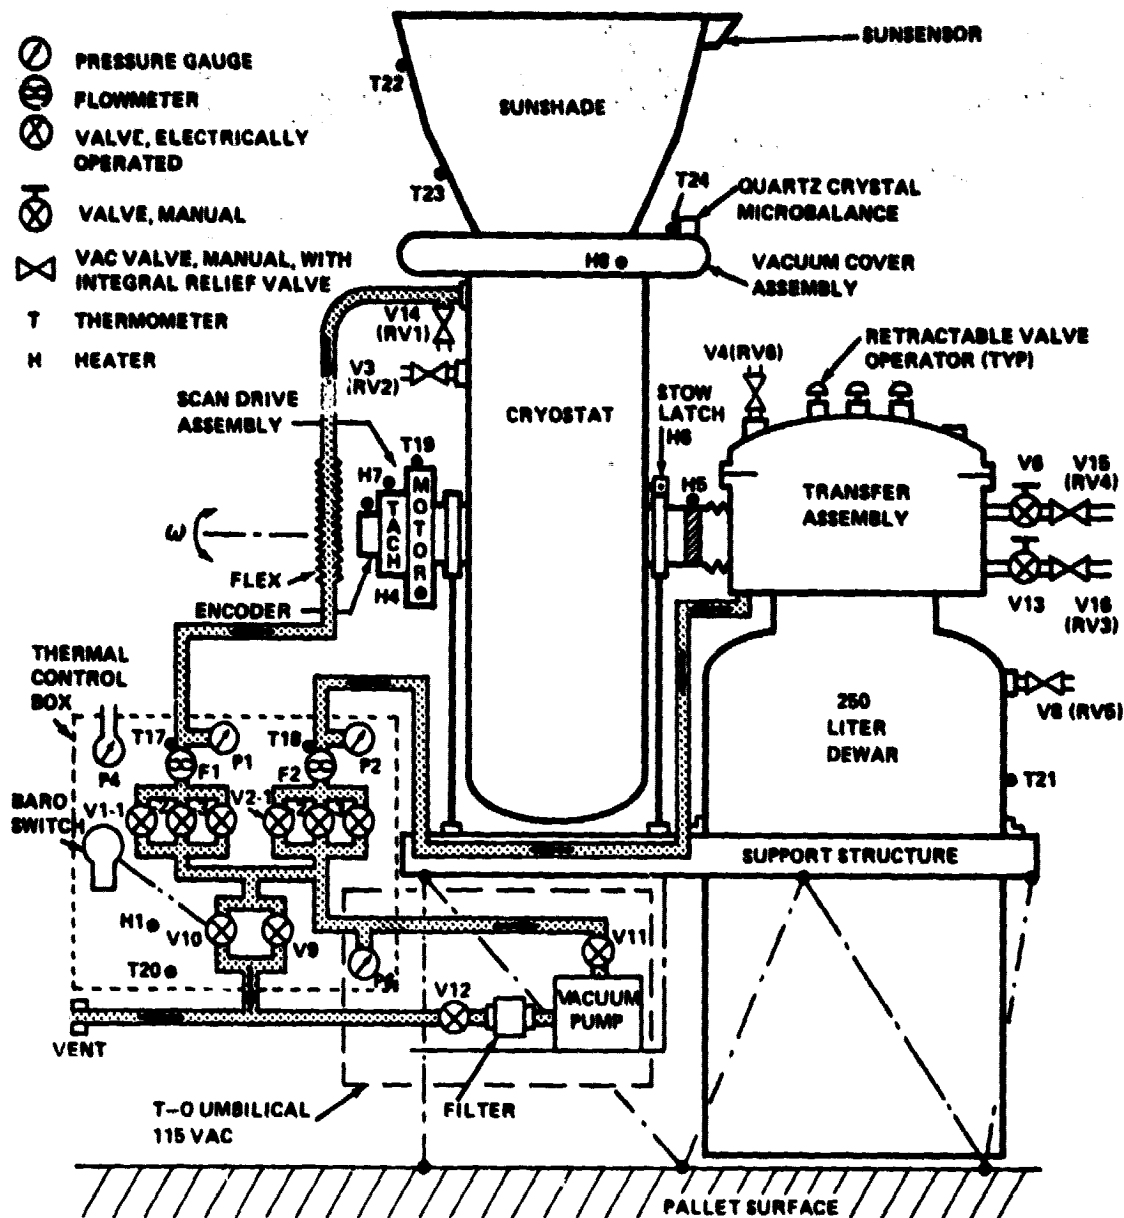 SUNSENSOR
PRESSURE GAUGE
FLOWMETER
VALVE, ELECTRICALLY
OPERATED
VALVE, MANUAL
VAC VALVE, MANUAL, WITH
INTEGRAL RELIEF VALVE
T THERMOMETER
H HEATER
T22
SUNSHADE
T23
T24
QUARTZ CRYSTAL
MICROBALANCE
H8
VACUUM COVER
ASSEMBLY
V14
(RV1)
V3
(RV2)
RETRACTABLE VALVE
OPERATOR (TYP)
V4(RV6)
STOW
LATCH
H6
SCAN DRIVE
ASSEMBLY
CRYOSTAT
T19
H7
H5
MOTOR
TACH
TRANSFER
ASSEMBLY
V6
V15
(RV4)
ω
FLEX
H4
ENCODER
V13
V16
(RV3)
THERMAL
CONTROL
BOX
250
LITER
DEWAR
V8 (RV5)
T17
P1
T18
P2
P4
F1
F2
T21
BARO
SWITCH
V1-1
V2-1
SUPPORT STRUCTURE
H1
V10
V9
V11
T20
V12
VACUUM
PUMP
VENT
T-O UMBILICAL
115 VAC
FILTER
PALLET SURFACE